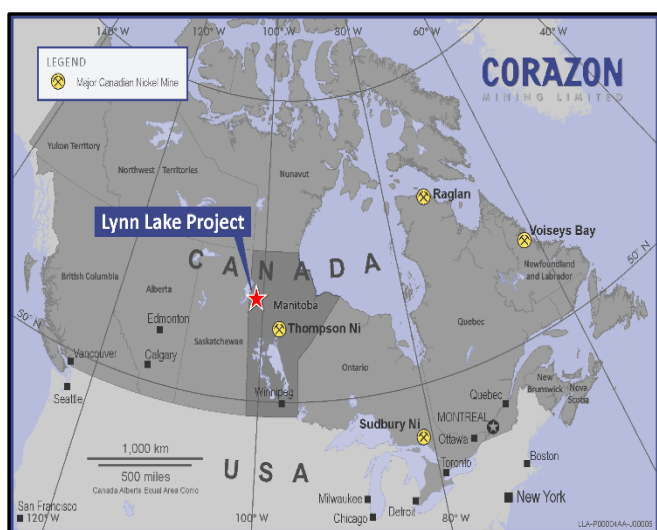 140°W
120°W
100°W
80°W
60°W
40°W
LEGEND
Major Canadian Nickel Mine
CORAZON
MINING LIMITED
Yukon Territory
Northwest Territories
Nunavut
Raglan
Lynn Lake Project
Voiseys Bay
Newfoundland
and Labrador
50°N
CANADA
British Columbia
Alberta
Manitoba
Quebec
Edmonton
Thompson Ni
50°N
Saskatchewan
Ontario
Vancouver
Calgary
New
Brunswick
Nova
Scotia
Seattle
Winnipeg
Quebec
Sudbury Ni
MONTREAL
Ottawa
1,000 km
Toronto
Boston
500 miles
USA
Canada Albers Equal Area Conic
Milwaukee
Detroit
New York
San Francisco
Chicago
120°W
100°W
80°W
LLA-P00004AA-J00005